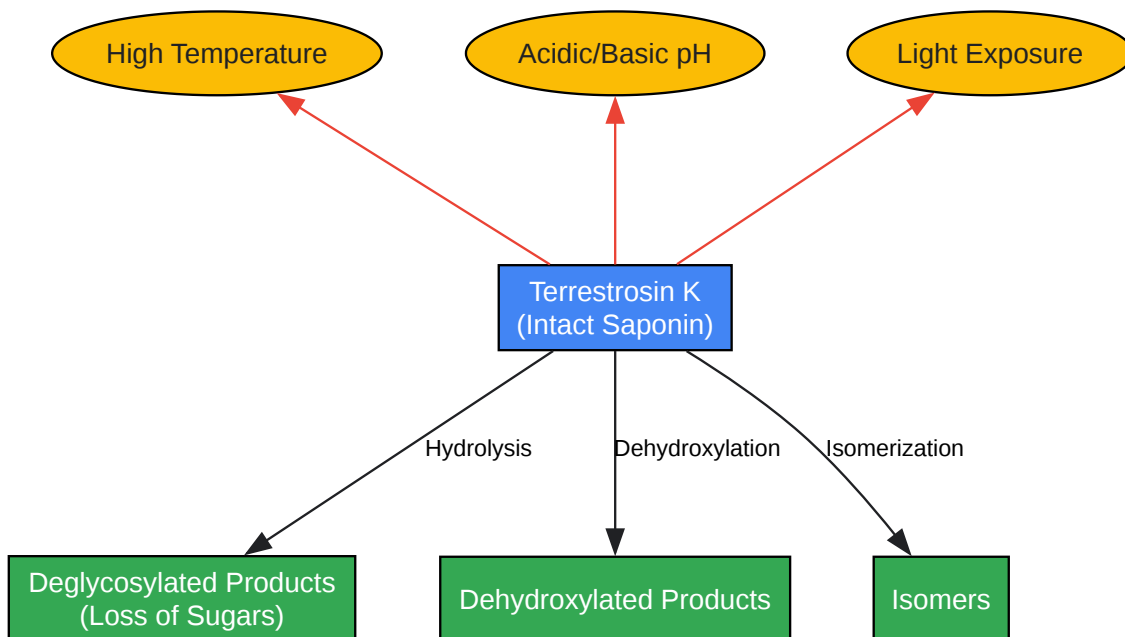 High Temperature
Acidic/Basic pH
Light Exposure
Terrestrosin K
(Intact Saponin)
Hydrolysis
Dehydroxylation
Isomerization
Deglycosylated Products
(Loss of Sugars)
Dehydroxylated Products
Isomers